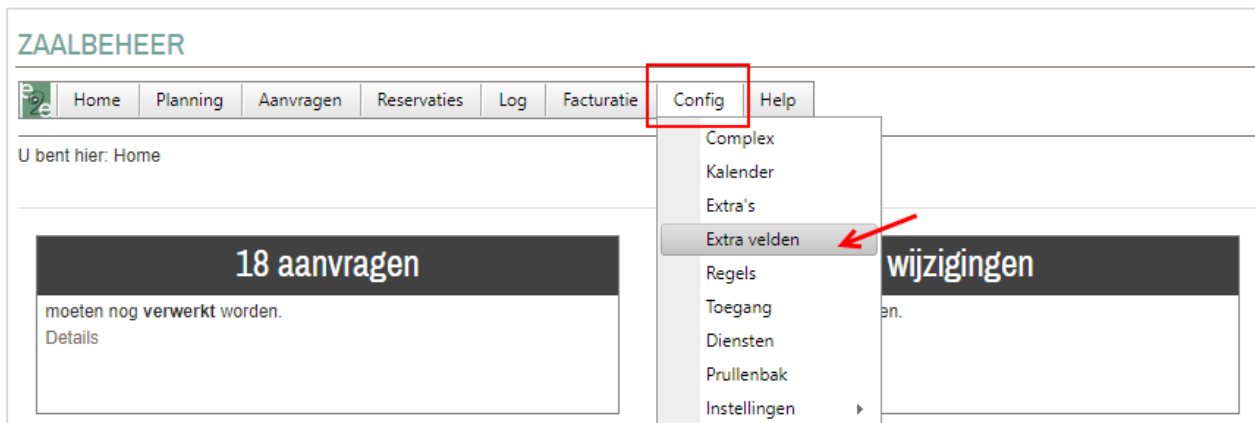 ZAALBEHEER
e2e Home Planning Aanvragen Reservaties Log Facturatie Config Help
U bent hier: Home
Complex
Kalender
Extra's
Extra velden
Regels
Toegang
Diensten
Prullenbak
Instellingen
18 aanvragen
moeten nog verwerkt worden.
Details
wijzigingen
en.